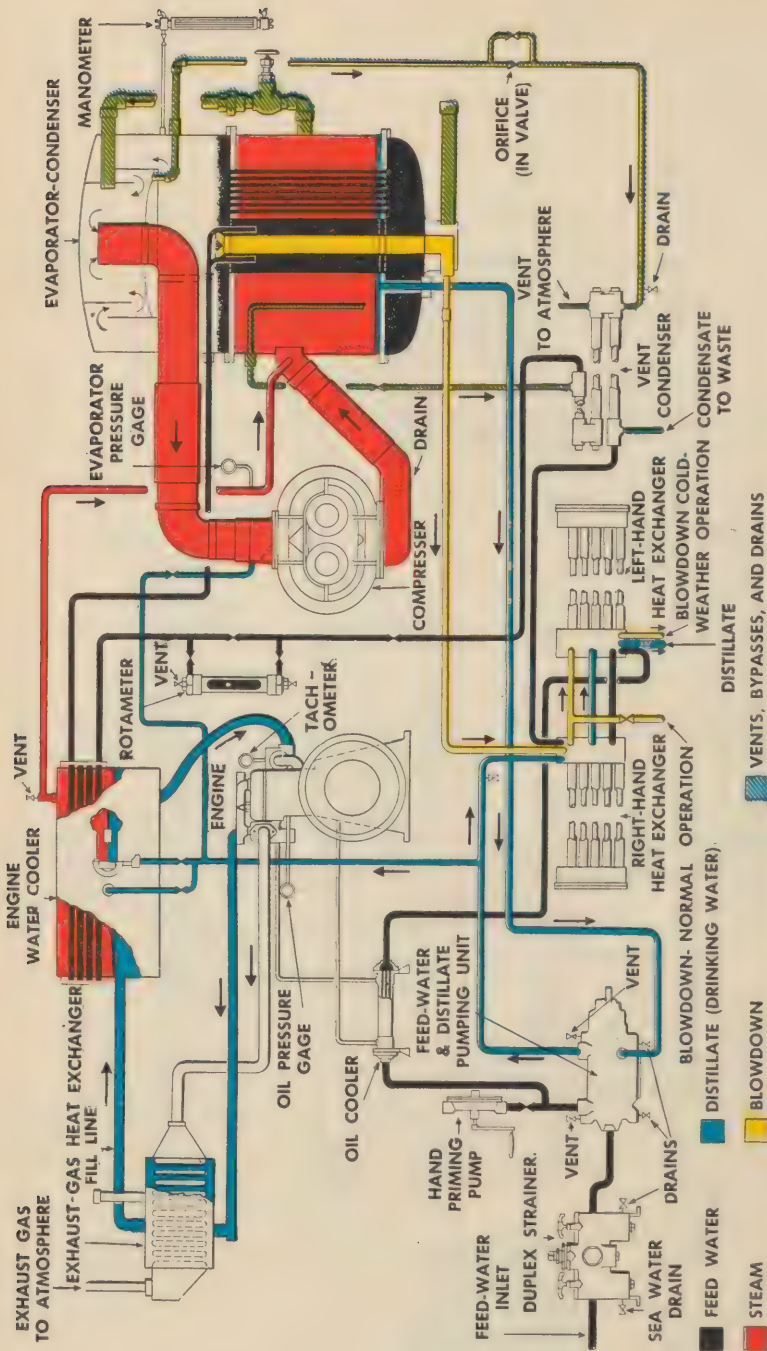 MANOMETER
EVAPORATOR-CONDENSER
EVAPORATOR
PRESSURE
GAGE
VENT
ENGINE
WATER COOLER
EXHAUST GAS
TO ATMOSPHERE
EXHAUST-GAS HEAT EXCHANGER
FILL LINE
ROTAMETER
VENT
TACH-
OMETER
ENGINE
OIL PRESSURE
GAGE
COMPRESSER
DRAIN
ORIFICE
(IN VALVE)
VENT
TO ATMOSPHERE
DRAIN
VENT
CONDENSER
CONDENSATE
TO WASTE
LEFT-HAND
HEAT EXCHANGER
BLOWDOWN COLD-
WEATHER OPERATION
DISTILLATE
RIGHT-HAND
HEAT EXCHANGER
BLOWDOWN-NORMAL OPERATION
OIL COOLER
FEED-WATER
& DISTILLATE
PUMPING UNIT
HAND
PRIMING
PUMP
VENT
VENT
DRAINS
FEED-WATER
INLET
DUPLEX STRAINER
SEA WATER
DRAIN
FEED WATER
DISTILLATE (DRINKING WATER)
VENTS, BYPASSES, AND DRAINS
STEAM
BLOWDOWN